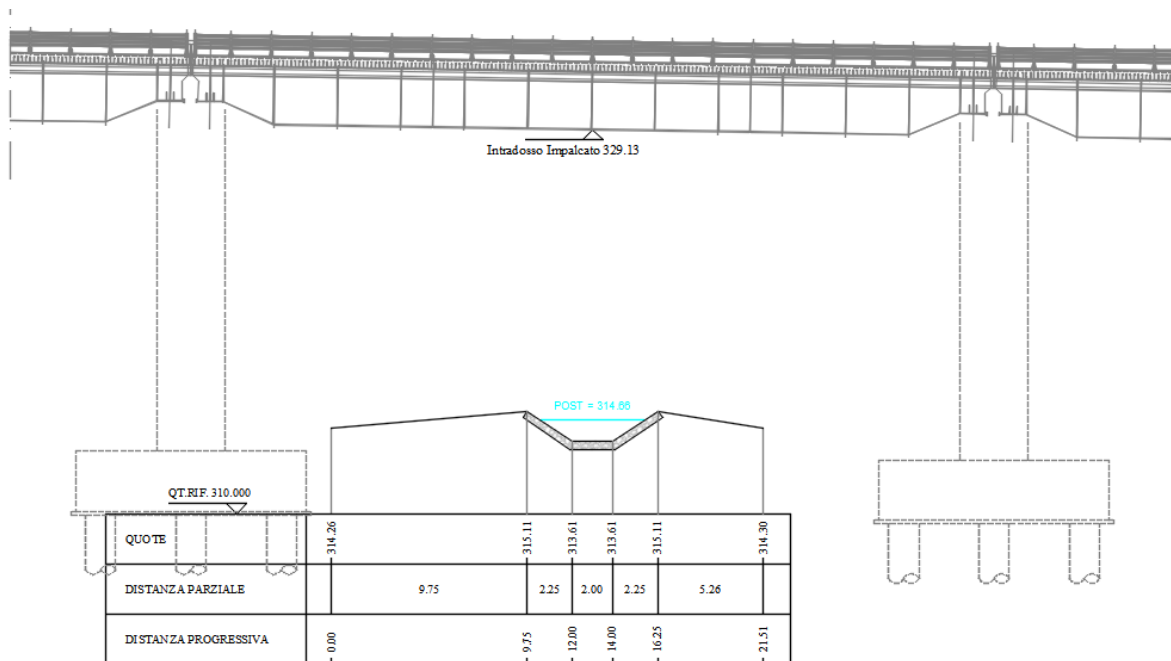 Intradosso Impalcato 329.13
POST = 314.66
QT.RIF. 310.000
QUOTE 314.26 315.11 313.61 313.61 315.11 314.30
DISTANZA PARZIALE 9.75 2.25 2.00 2.25 5.26
DISTANZA PROGRESSIVA 0.00 9.75 12.00 14.00 16.25 21.51